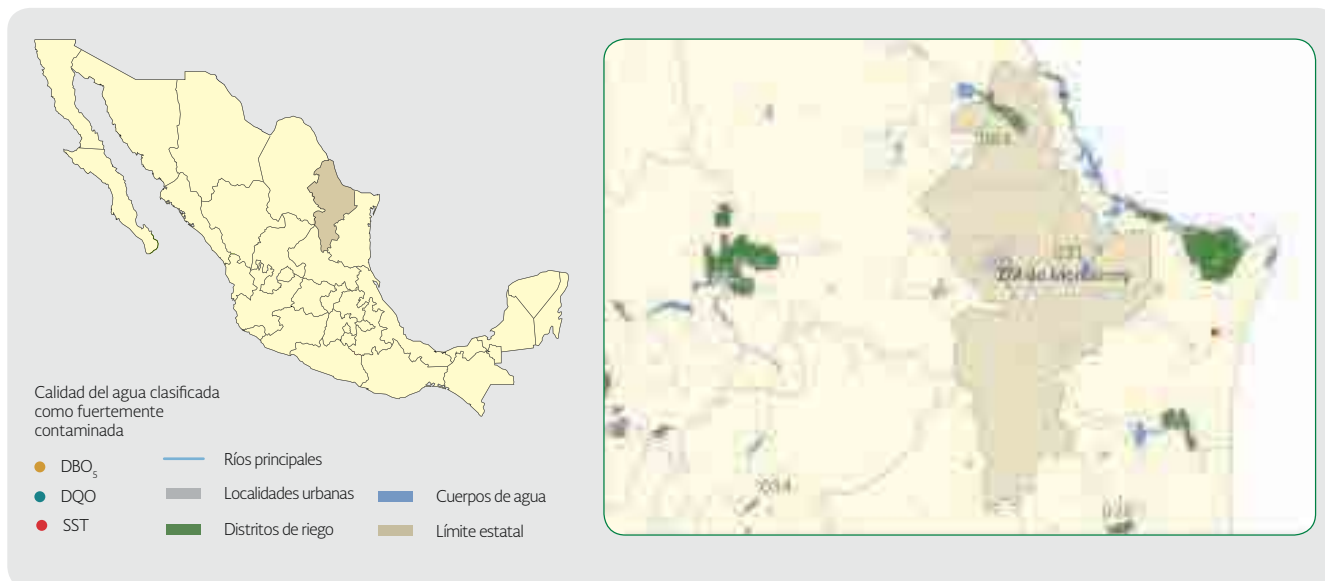 Calidad del agua clasificada
como fuertemente
contaminada
DBO₅
DQO
SST
Ríos principales
Localidades urbanas
Distritos de riego
Cuerpos de agua
Límite estatal